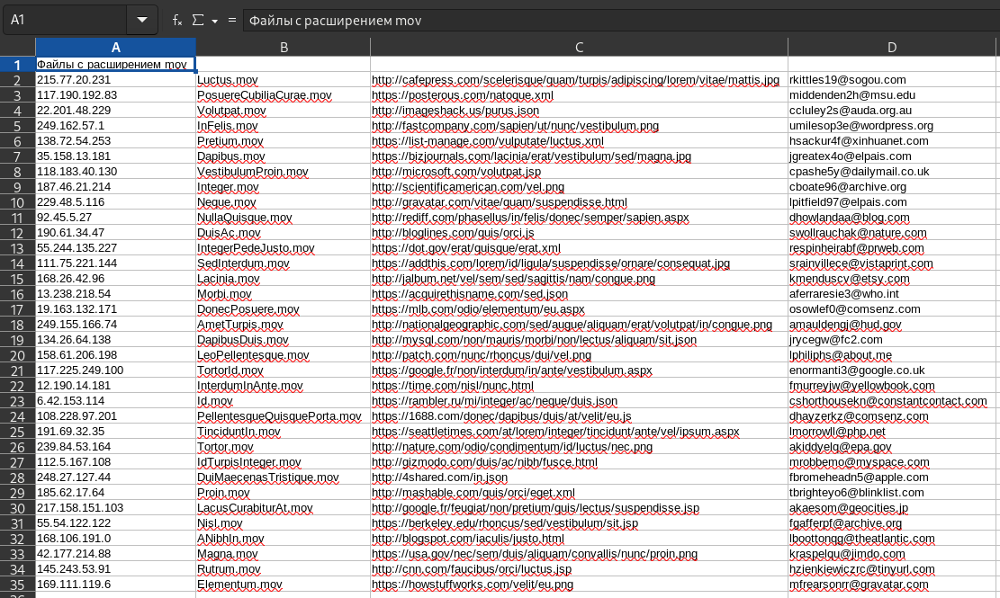 A1 fx Σ = Файлы с расширением mov
A B C D
1 Файлы с расширением mov
2 215.77.20.231 Luctus.mov http://cafepress.com/scelerisque/quam/turpis/adipiscing/lorem/vitae/mattis.jpg rkittles19@sogou.com
3 117.190.192.83 PosuereCubiliaCurae.mov https://posterous.com/natoque.xml middenden2h@msu.edu
4 22.201.48.229 Volutpat.mov http://imageshack.us/purus.json ccluley2s@auda.org.au
5 249.162.57.1 InFelis.mov http://fastcompany.com/sapien/ut/nunc/vestibulum.png umilesop3e@wordpress.org
6 138.72.54.253 Pretium.mov https://list-manage.com/vulputate/luctus.xml hsackur4f@xinhuanet.com
7 35.158.13.181 Dapibus.mov https://bizjournals.com/lacinia/erat/vestibulum/sed/magna.jpg jgreatex4o@elpais.com
8 118.183.40.130 VestibulumProin.mov http://microsoft.com/volutpat.jsp cpashe5y@dailymail.co.uk
9 187.46.21.214 Integer.mov http://scientificamerican.com/vel.png cboate96@archive.org
10 229.48.5.116 Neque.mov http://gravatar.com/vitae/quam/suspendisse.html lpitfield97@elpais.com
11 92.45.5.27 NullaQuisque.mov http://rediff.com/phasellus/in/felis/donec/semper/sapien.aspx dhowlandaa@blog.com
12 190.61.34.47 DuisAc.mov http://bloglines.com/quis/orci.js swollrauchak@nature.com
13 55.244.135.227 IntegerPedeJusto.mov https://dot.gov/erat/quisque/erat.xml respinheirabf@prweb.com
14 111.75.221.144 SedInterdum.mov https://addthis.com/lorem/id/ligula/suspendisse/ornare/consequat.jpg srainvillece@vistaprint.com
15 168.26.42.96 Lacinia.mov http://jalbum.net/vel/sem/sed/sagittis/nam/congue.png kmenduscy@etsy.com
16 13.238.218.54 Morbi.mov https://acquirethisname.com/sed.json aferraresie3@who.int
17 19.163.132.171 DonecPosuere.mov https://mlb.com/odio/elementum/eu.aspx osowlef0@comsenz.com
18 249.155.166.74 AmetTurpis.mov http://nationalgeographic.com/sed/augue/aliquam/erat/volutpat/in/congue.png amauldengj@hud.gov
19 134.26.64.138 DapibusDuis.mov http://mysql.com/non/mauris/morbi/non/lectus/aliquam/sit.json jrycegw@fc2.com
20 158.61.206.198 LeoPellentesque.mov http://patch.com/nunc/rhoncus/dui/vel.png lphiliphs@about.me
21 117.225.249.100 TortorId.mov https://google.fr/non/interdum/in/ante/vestibulum.aspx enormanti3@google.co.uk
22 12.190.14.181 InterdumInAnte.mov https://time.com/nisl/nunc.html fmurreyjw@yellowbook.com
23 6.42.153.114 Id.mov https://rambler.ru/mi/integer/ac/neque/duis.json cshorthousekn@constantcontact.com
24 108.228.97.201 PellentesqueQuisquePorta.mov https://1688.com/donec/dapibus/duis/at/velit/eu.js dhayzerkz@comsenz.com
25 191.69.32.35 TinciduntIn.mov https://seattletimes.com/at/lorem/integer/tincidunt/ante/vel/ipsum.aspx lmorrowll@php.net
26 239.84.53.164 Tortor.mov http://nature.com/odio/condimentum/id/luctus/nec.png akiddyelq@epa.gov
27 112.5.167.108 IdTurpisInteger.mov http://gizmodo.com/duis/ac/nibh/fusce.html mrobbemo@myspace.com
28 248.27.127.44 DuiMaecenasTristique.mov http://4shared.com/in.json fbromeheadn5@apple.com
29 185.62.17.64 Proin.mov http://mashable.com/quis/orci/eget.xml tbrighteyo6@blinklist.com
30 217.158.151.103 LacusCurabiturAt.mov http://google.fr/feugiat/non/pretium/quis/lectus/suspendisse.jsp akaesom@geocities.jp
31 55.54.122.122 Nisl.mov https://berkeley.edu/rhoncus/sed/vestibulum/sit.jsp fgafferpf@archive.org
32 168.106.191.0 ANibhIn.mov http://blogspot.com/iaculis/justo.html lboottonqg@theatlantic.com
33 42.177.214.88 Magna.mov https://usa.gov/nec/sem/duis/aliquam/convallis/nunc/proin.png kraspelqu@jimdo.com
34 145.243.53.91 Rutrum.mov http://cnn.com/faucibus/orci/luctus.jsp hzienkiewiczrc@tinyurl.com
35 169.111.119.6 Elementum.mov https://howstuffworks.com/velit/eu.png mfrearsonrr@gravatar.com